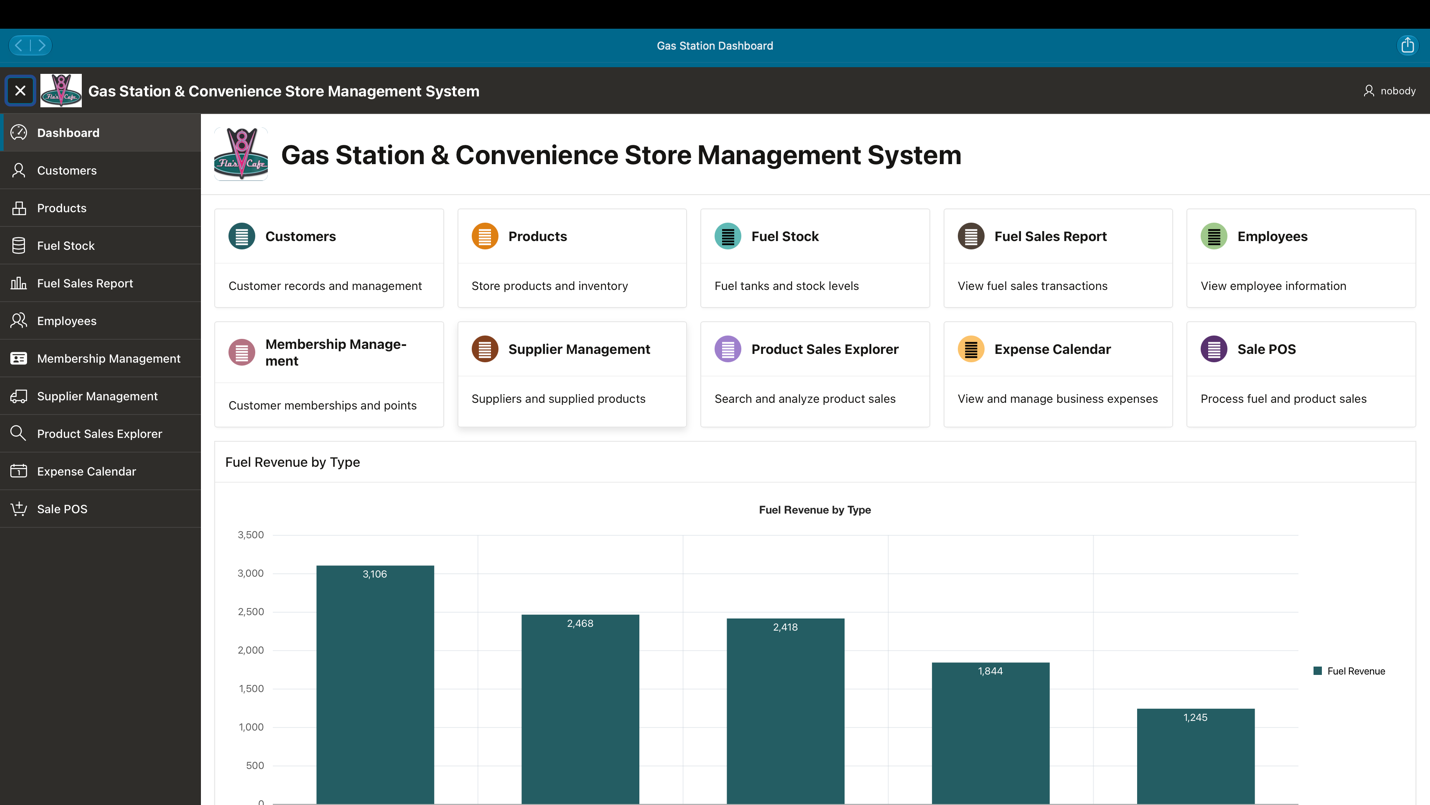 Gas Station Dashboard
Gas Station & Convenience Store Management System
nobody
Dashboard
Customers
Products
Fuel Stock
Fuel Sales Report
Employees
Membership Management
Supplier Management
Product Sales Explorer
Expense Calendar
Sale POS
Gas Station & Convenience Store Management System
Customers
Customer records and management
Products
Store products and inventory
Fuel Stock
Fuel tanks and stock levels
Fuel Sales Report
View fuel sales transactions
Employees
View employee information
Membership Manage-
ment
Customer memberships and points
Supplier Management
Suppliers and supplied products
Product Sales Explorer
Search and analyze product sales
Expense Calendar
View and manage business expenses
Sale POS
Process fuel and product sales
Fuel Revenue by Type
Fuel Revenue by Type
3,500
3,000
2,500
2,000
1,500
1,000
500
0
3,106
2,468
2,418
1,844
1,245
Fuel Revenue